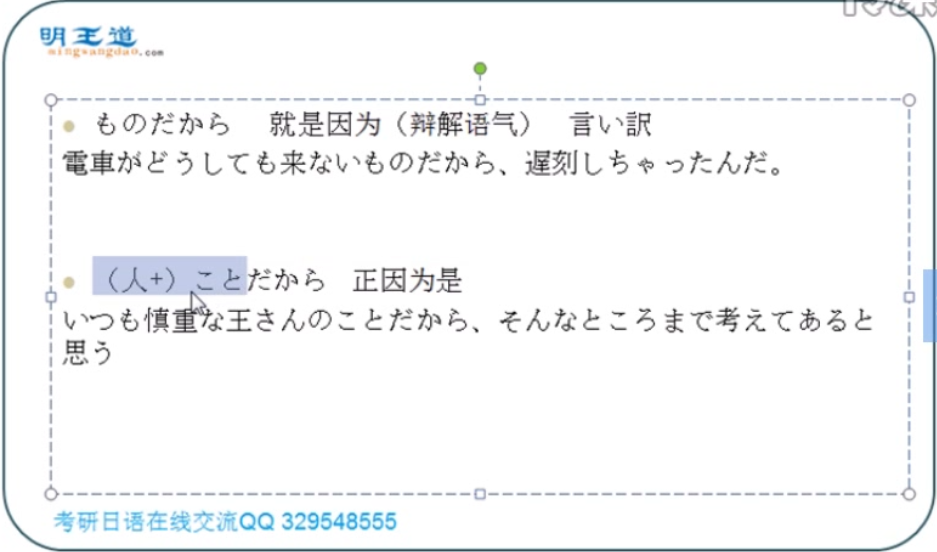 明王道
mingwangdao.com
ものだから 就是因为（辩解语气） 言い訳
電車がどうしても来ないものだから、遅刻しちゃったんだ。
（人+）ことだから 正因为是
いつも慎重な王さんのことだから、そんなところまで考えてあると
思う
考研日语在线交流QQ 329548555